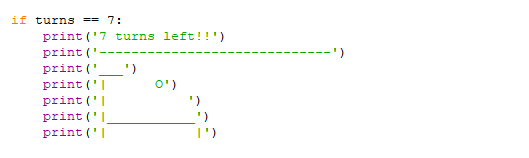 if turns == 7:
    print('7 turns left!!')
    print('-----------------------------')
    print('___')
    print('|      O')
    print('|          ')
    print('|___________')
    print('|           |')